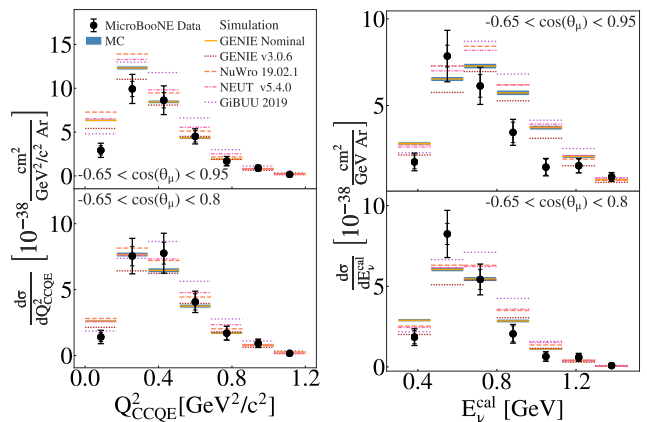 MicroBooNE Data
MC
Simulation
GENIE Nominal
GENIE v3.0.6
NuWro 19.02.1
NEUT v5.4.0
GiBUU 2019
15
10
5
0
-0.65 < cos(θμ) < 0.95
-0.65 < cos(θμ) < 0.8
10
5
0
0.0 0.4 0.8 1.2
Q²CCQE [GeV²/c²]
dσ/dQ²CCQE [10⁻³⁸ cm²/GeV²/c² Ar]
-0.65 < cos(θμ) < 0.95
10
5
0
-0.65 < cos(θμ) < 0.8
10
5
0
0.4 0.8 1.2
Eνcal [GeV]
dσ/dEνcal [10⁻³⁸ cm²/GeV Ar]